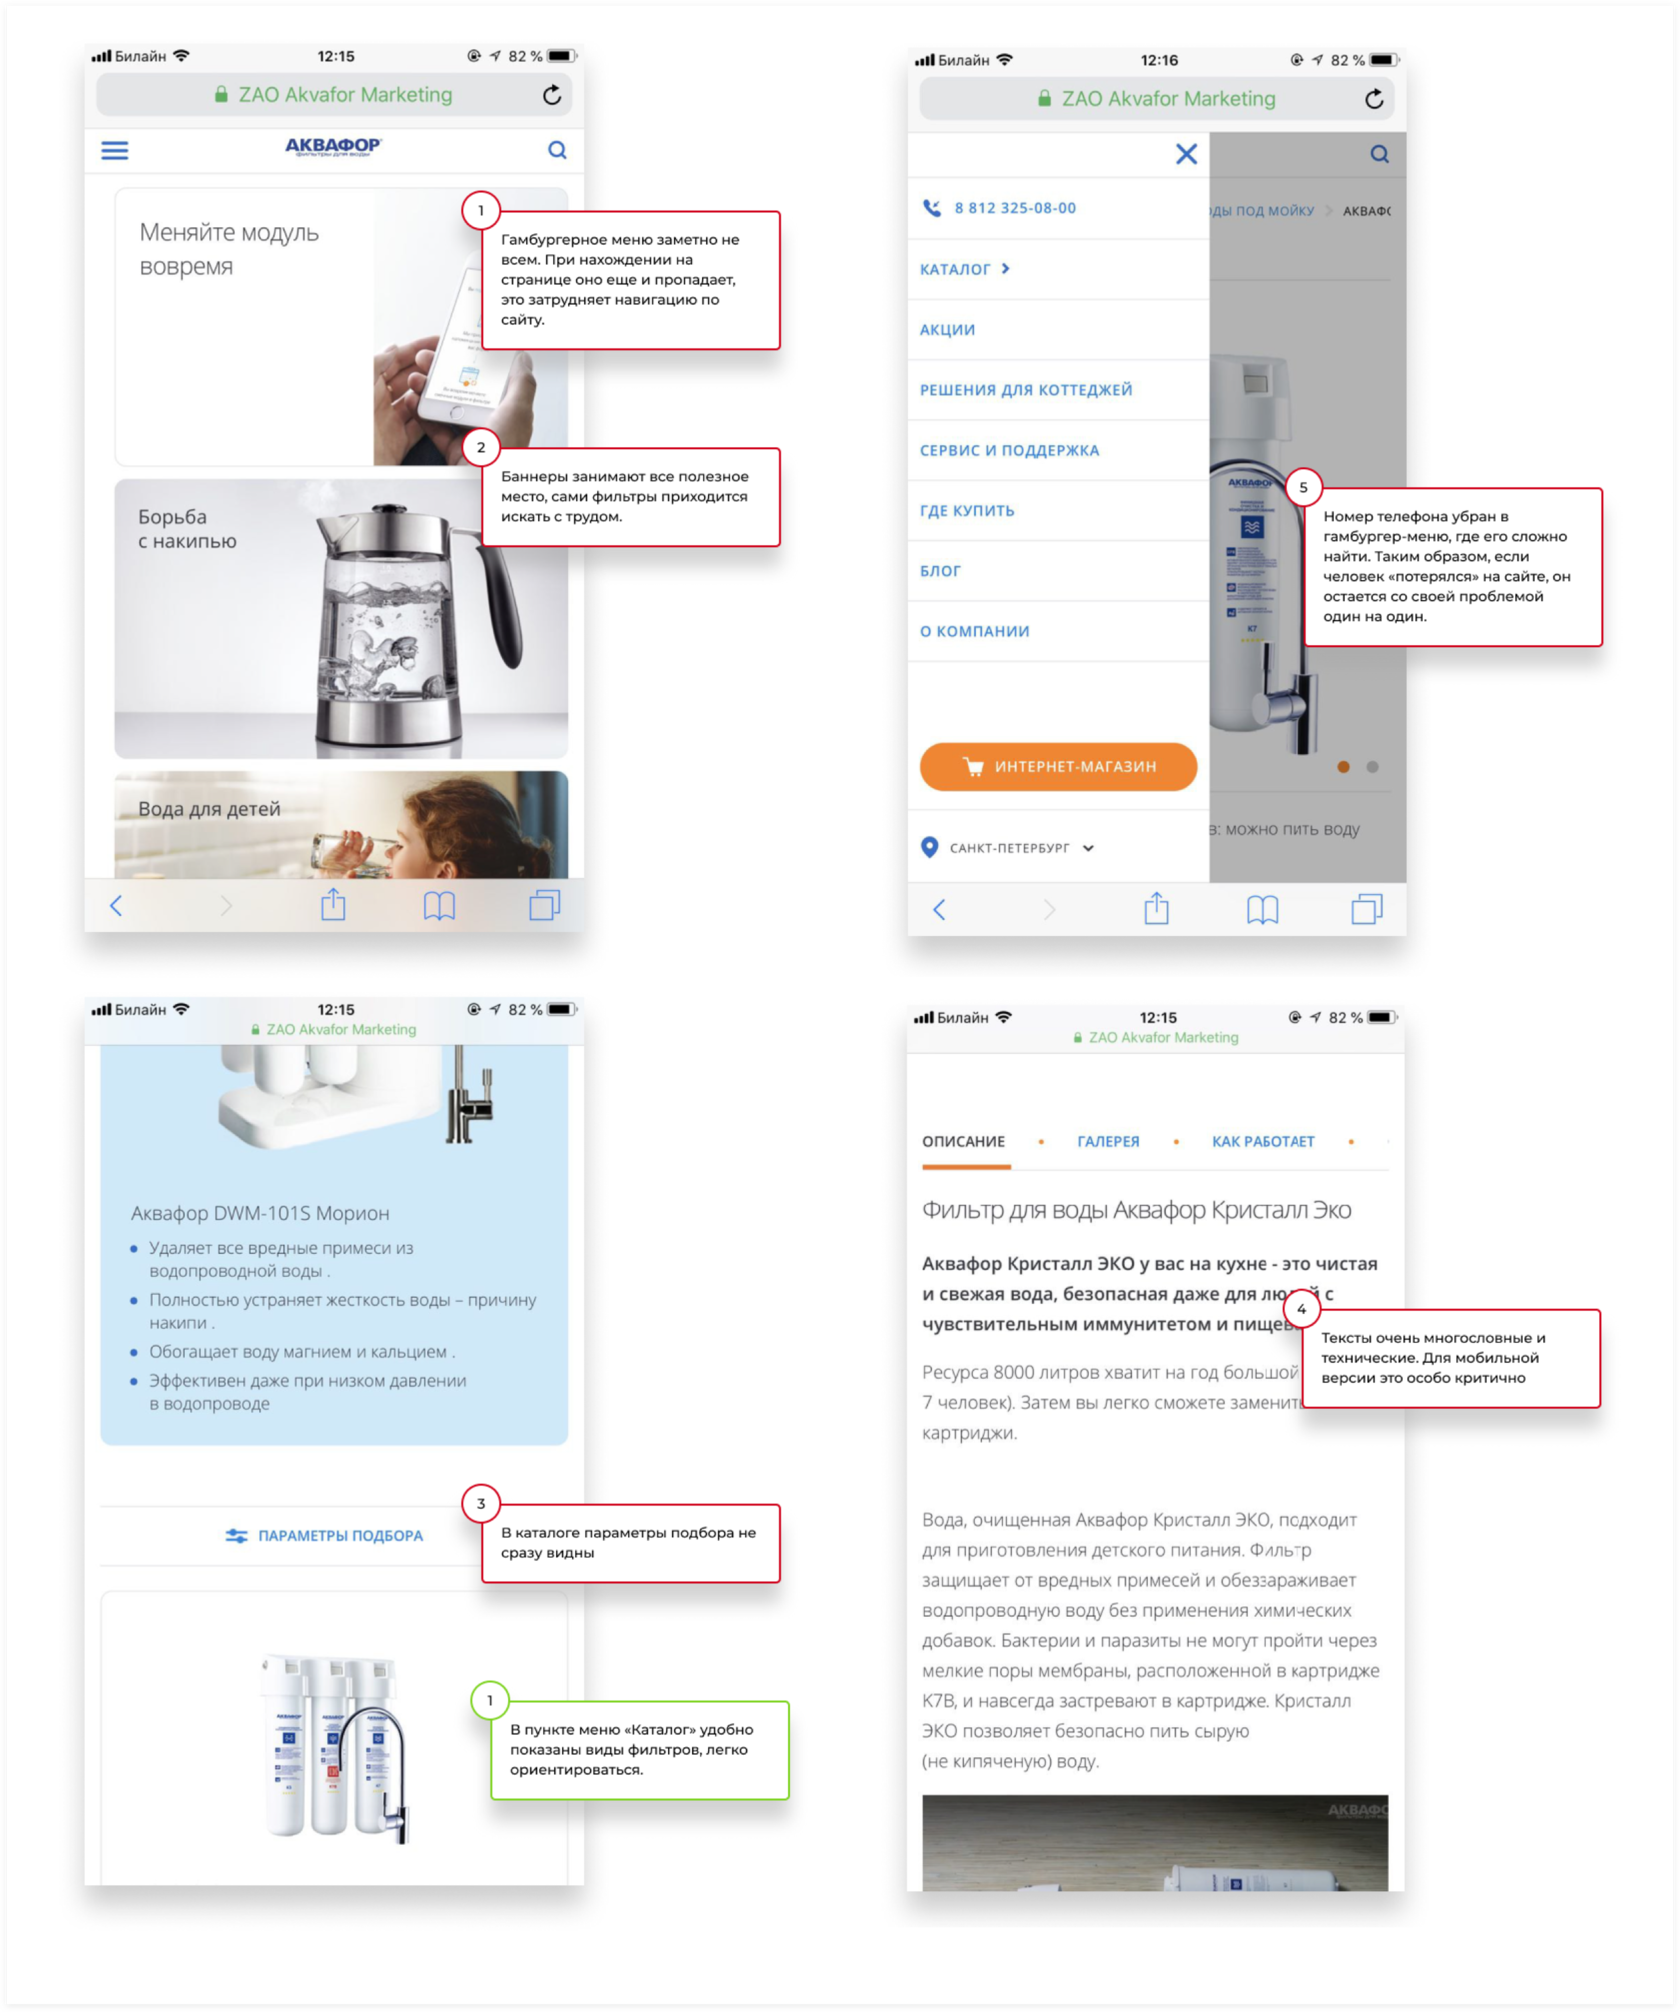 Билайн 12:15 82 %
ZAO Akvafor Marketing
АКВАФОР
фильтры для воды
Меняйте модуль
вовремя
1
Гамбургерное меню заметно не
всем. При нахождении на
странице оно еще и пропадает,
это затрудняет навигацию по
сайту.
2
Баннеры занимают все полезное
место, сами фильтры приходится
искать с трудом.
Борьба
с накипью
Вода для детей
Билайн 12:16 82 %
ZAO Akvafor Marketing
8 812 325-08-00
ДЫ ПОД МОЙКУ > АКВАФ
КАТАЛОГ >
АКЦИИ
РЕШЕНИЯ ДЛЯ КОТТЕДЖЕЙ
СЕРВИС И ПОДДЕРЖКА
ГДЕ КУПИТЬ
БЛОГ
О КОМПАНИИ
ИНТЕРНЕТ-МАГАЗИН
САНКТ-ПЕТЕРБУРГ
в: можно пить воду
АКВАФО
К7
5
Номер телефона убран в
гамбургер-меню, где его сложно
найти. Таким образом, если
человек «потерялся» на сайте, он
остается со своей проблемой
один на один.
Билайн 12:15 82 %
ZAO Akvafor Marketing
Аквафор DWM-101S Морион
• Удаляет все вредные примеси из
водопроводной воды .
• Полностью устраняет жесткость воды – причину
накипи .
• Обогащает воду магнием и кальцием .
• Эффективен даже при низком давлении
в водопроводе
ПАРАМЕТРЫ ПОДБОРА
3
В каталоге параметры подбора не
сразу видны
1
В пункте меню «Каталог» удобно
показаны виды фильтров, легко
ориентироваться.
Билайн 12:15 82 %
ZAO Akvafor Marketing
ОПИСАНИЕ • ГАЛЕРЕЯ • КАК РАБОТАЕТ •
Фильтр для воды Аквафор Кристалл Эко
Аквафор Кристалл ЭКО у вас на кухне - это чистая
и свежая вода, безопасная даже для лю й с
чувствительным иммунитетом и пищев
4
Тексты очень многословные и
технические. Для мобильной
версии это особо критично
Ресурса 8000 литров хватит на год большой
7 человек). Затем вы легко сможете заменит
картриджи.
Вода, очищенная Аквафор Кристалл ЭКО, подходит
для приготовления детского питания. Фильтр
защищает от вредных примесей и обеззараживает
водопроводную воду без применения химических
добавок. Бактерии и паразиты не могут пройти через
мелкие поры мембраны, расположенной в картридже
K7B, и навсегда застревают в картридже. Кристалл
ЭКО позволяет безопасно пить сырую
(не кипяченую) воду.
АКВАФО